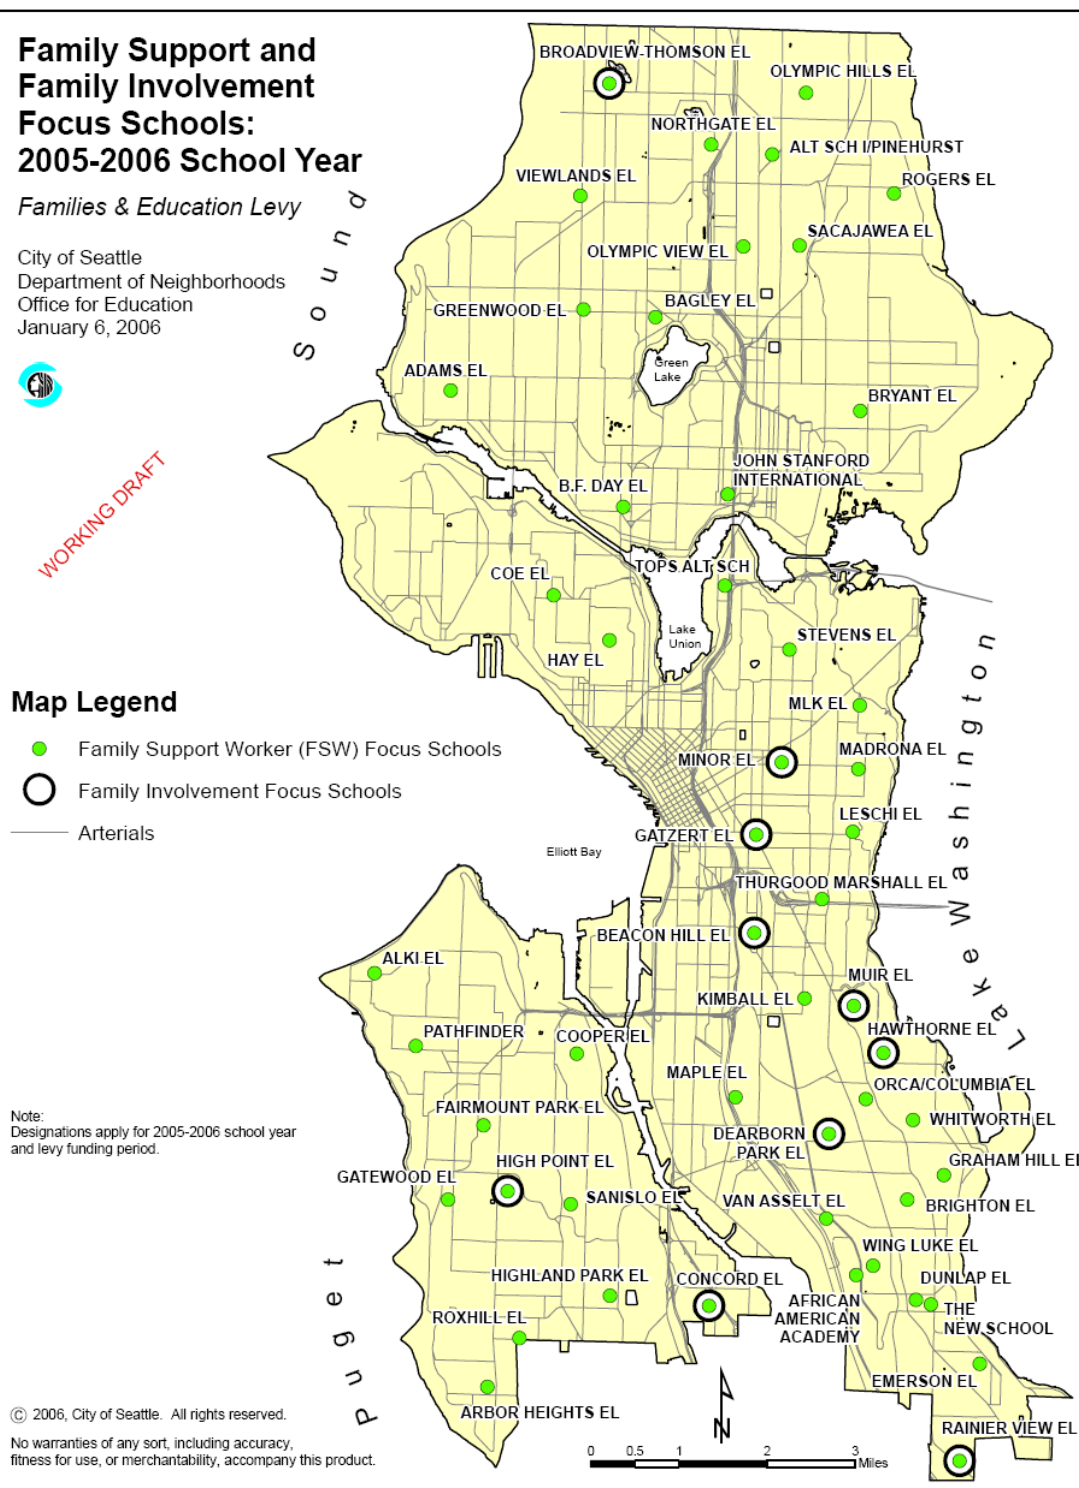 Family Support and
Family Involvement
Focus Schools:
2005-2006 School Year
Families & Education Levy
City of Seattle
Department of Neighborhoods
Office for Education
January 6, 2006
WORKING DRAFT
Map Legend
Family Support Worker (FSW) Focus Schools
Family Involvement Focus Schools
Arterials
Note:
Designations apply for 2005-2006 school year
and levy funding period.
© 2006, City of Seattle. All rights reserved.
No warranties of any sort, including accuracy,
fitness for use, or merchantability, accompany this product.
Puget
Sound
Lake Washington
Elliott Bay
Green
Lake
Lake
Union
BROADVIEW-THOMSON EL
OLYMPIC HILLS EL
NORTHGATE EL
ALT SCH I/PINEHURST
VIEWLANDS EL
ROGERS EL
SACAJAWEA EL
OLYMPIC VIEW EL
BAGLEY EL
GREENWOOD EL
ADAMS EL
BRYANT EL
JOHN STANFORD
INTERNATIONAL
B.F. DAY EL
TOPS ALT SCH
COE EL
STEVENS EL
HAY EL
MLK EL
MADRONA EL
MINOR EL
LESCHI EL
GATZERT EL
THURGOOD MARSHALL EL
BEACON HILL EL
ALKI EL
MUIR EL
KIMBALL EL
HAWTHORNE EL
PATHFINDER
COOPER EL
MAPLE EL
ORCA/COLUMBIA EL
FAIRMOUNT PARK EL
WHITWORTH EL
DEARBORN
PARK EL
HIGH POINT EL
GRAHAM HILL EL
GATEWOOD EL
SANISLO EL
VAN ASSELT EL
BRIGHTON EL
WING LUKE EL
HIGHLAND PARK EL
CONCORD EL
DUNLAP EL
AFRICAN
AMERICAN
ACADEMY
THE
NEW SCHOOL
ROXHILL EL
EMERSON EL
ARBOR HEIGHTS EL
RAINIER VIEW EL
N
0 0.5 1 2 3
Miles